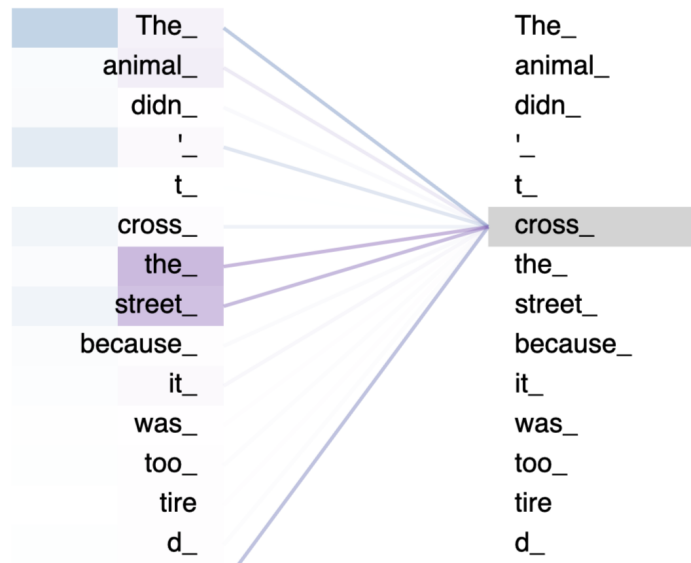 The_ The_
animal_ animal_
didn_ didn_
'_ '_
t_ t_
cross_ cross_
the_ the_
street_ street_
because_ because_
it_ it_
was_ was_
too_ too_
tire tire
d_ d_